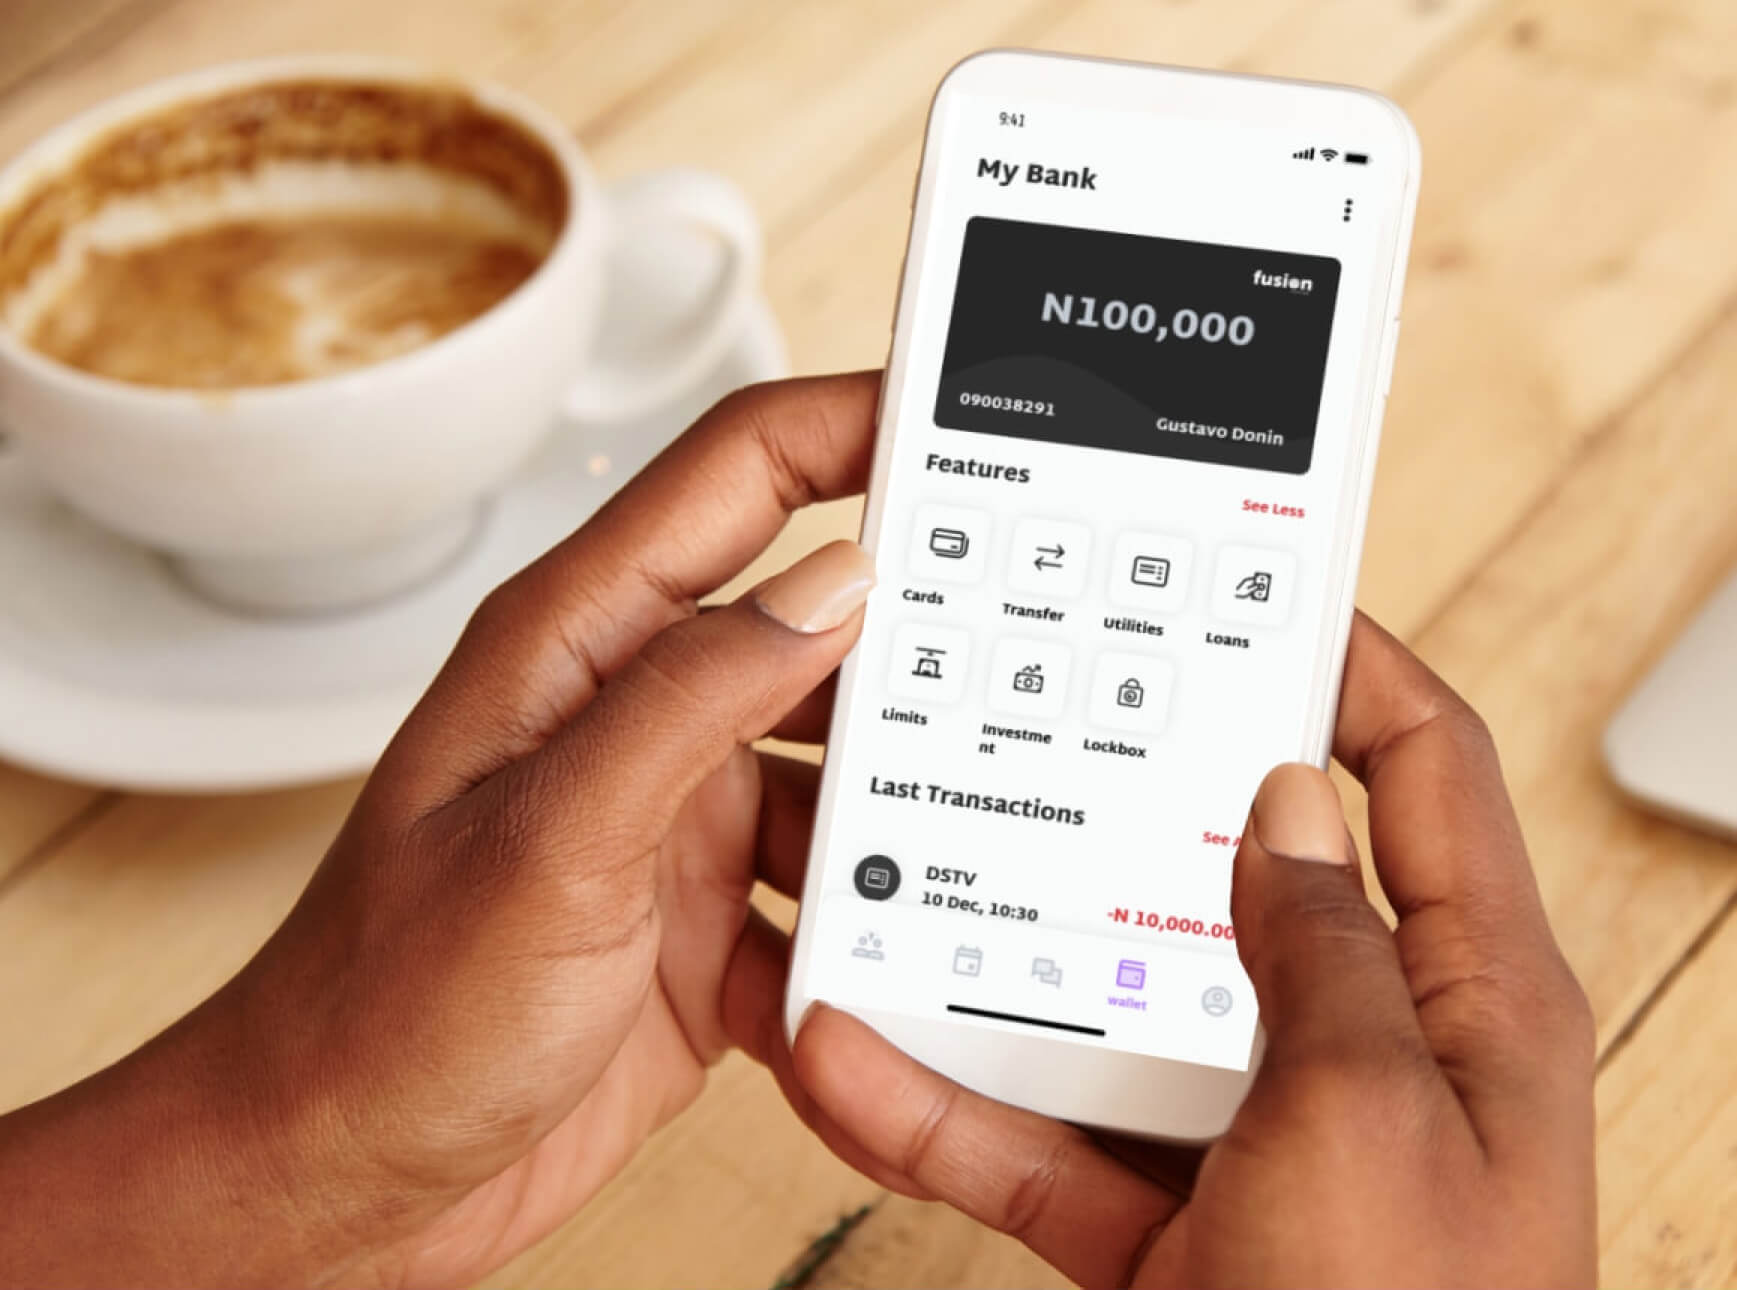 9:41
My Bank
fusion
N100,000
090038291
Gustavo Donin
Features
See Less
Cards
Transfer
Utilities
Loans
Limits
Investme
nt
Lockbox
Last Transactions
See
DSTV
10 Dec, 10:30
-N 10,000.00
wallet